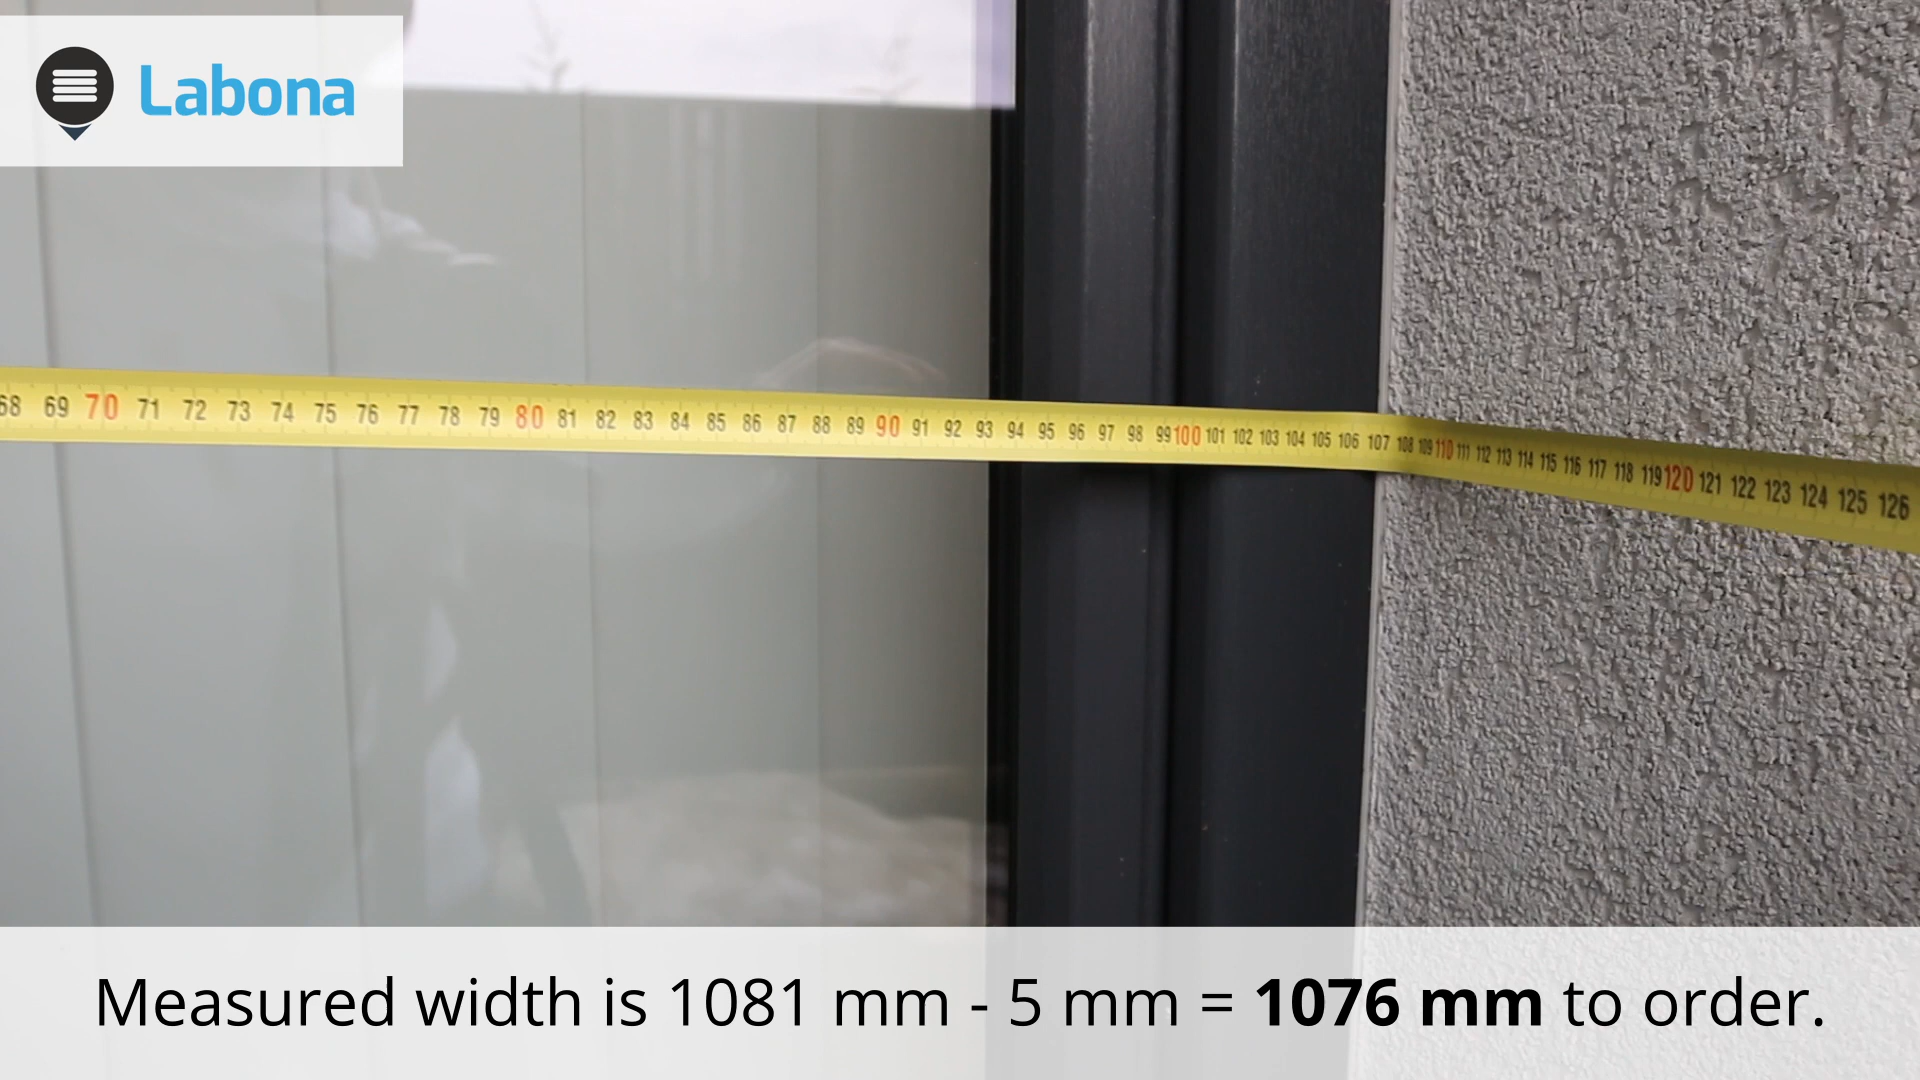 Labona
68 69 70 71 72 73 74 75 76 77 78 79 80 81 82 83 84 85 86 87 88 89 90 91 92 93 94 95 96 97 98 99 100 101 102 103 104 105 106 107 108 109 110 111 112 113 114 115 116 117 118 119 120 121 122 123 124 125 126
Measured width is 1081 mm - 5 mm = 1076 mm to order.